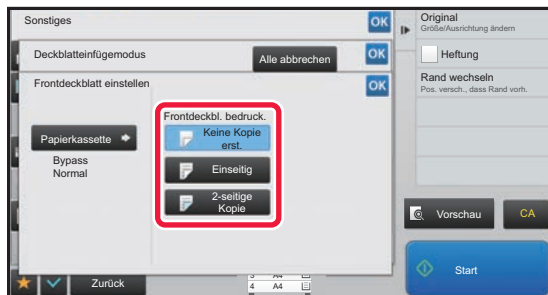 Sonstiges
OK
Deckblatteinfügemodus
Alle abbrechen
OK
Frontdeckblatt einstellen
OK
Papierkassette
Bypass
Normal
Frontdeckbl. bedruck.
Keine Kopie
erst.
Einseitig
2-seitige
Kopie
Zurück
A4
4 A4
Original
Größe/Ausrichtung ändern
Heftung
Rand wechseln
Pos. versch., dass Rand vorh.
Vorschau
CA
Start